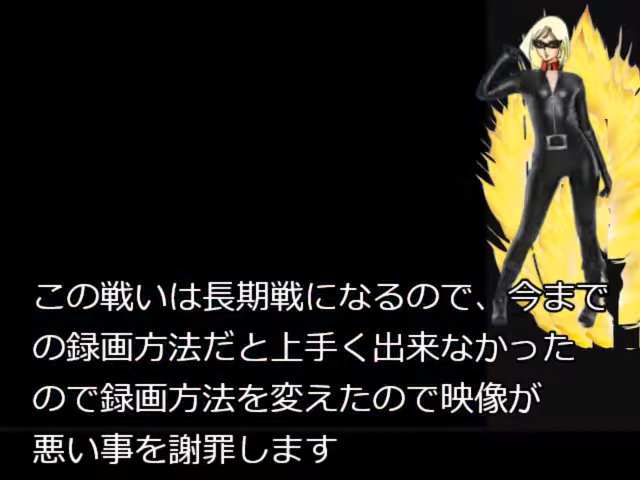 この戦いは長期戦になるので、今まで
の録画方法だと上手く出来なかった
ので録画方法を変えたので映像が
悪い事を謝罪します